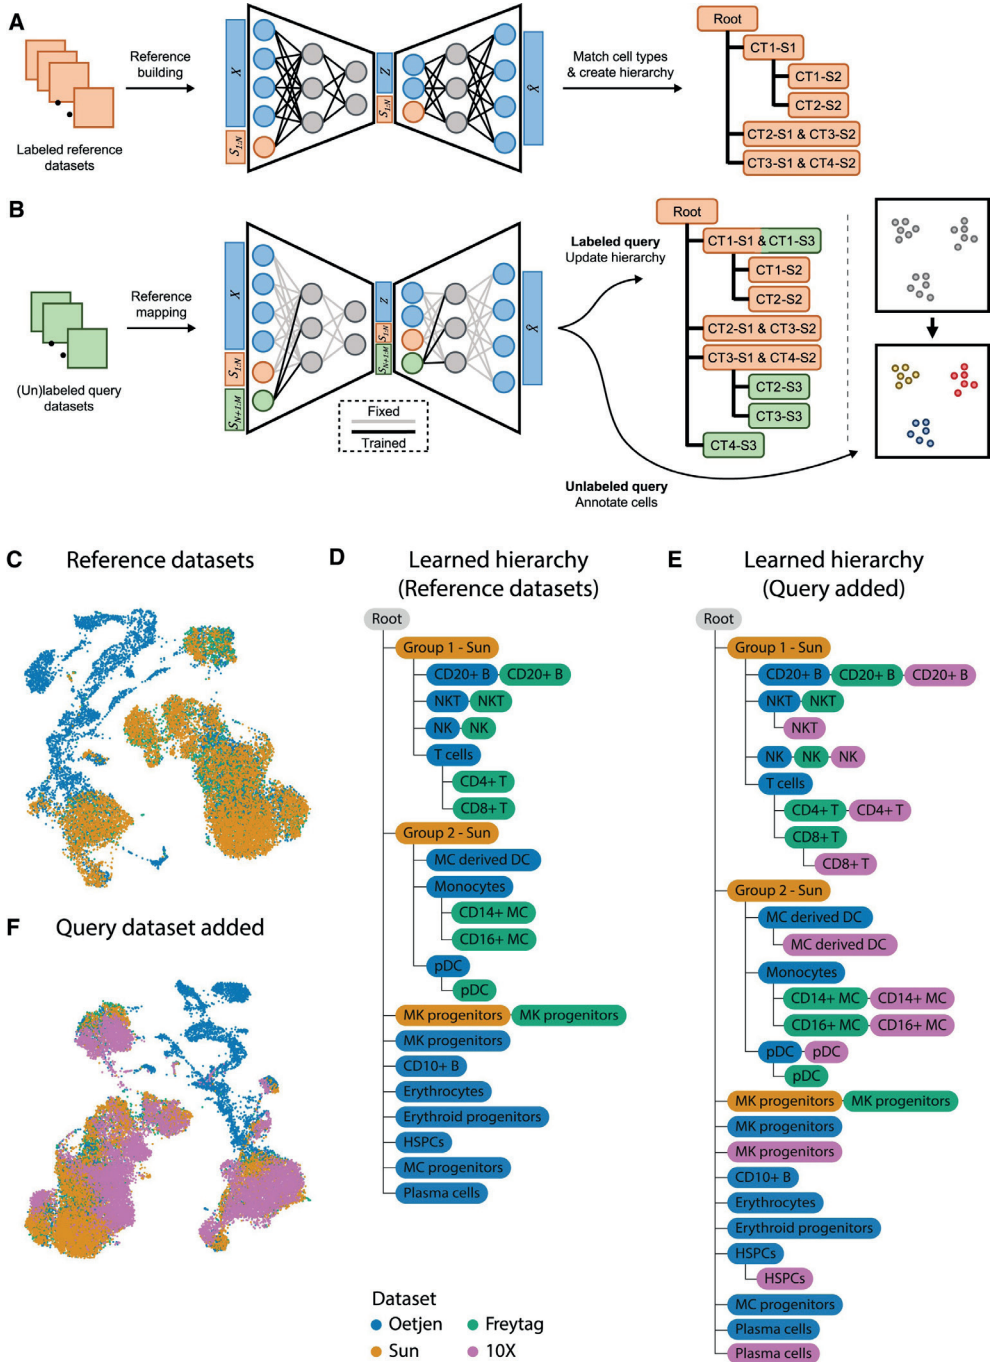 A
Labeled reference
datasets
Reference
building
X
S1:N
Z
S1:N
X̂
Match cell types
& create hierarchy
Root
CT1-S1
CT1-S2
CT2-S2
CT2-S1 & CT3-S2
CT3-S1 & CT4-S2
B
(Un)labeled query
datasets
Reference
mapping
X
S1:N
SN+1:M
Z
S1:N
SN+1:M
X̂
Fixed
Trained
Labeled query
Update hierarchy
Unlabeled query
Annotate cells
Root
CT1-S1 & CT1-S3
CT1-S2
CT2-S2
CT2-S1 & CT3-S2
CT3-S1 & CT4-S2
CT2-S3
CT3-S3
CT4-S3
C Reference datasets
D Learned hierarchy
(Reference datasets)
Root
Group 1 - Sun
CD20+ B CD20+ B
NKT NKT
NK NK
T cells
CD4+ T
CD8+ T
Group 2 - Sun
MC derived DC
Monocytes
CD14+ MC
CD16+ MC
pDC
pDC
MK progenitors MK progenitors
MK progenitors
CD10+ B
Erythrocytes
Erythroid progenitors
HSPCs
MC progenitors
Plasma cells
E Learned hierarchy
(Query added)
Root
Group 1 - Sun
CD20+ B CD20+ B CD20+ B
NKT NKT
NKT
NK NK NK
T cells
CD4+ T CD4+ T
CD8+ T
CD8+ T
Group 2 - Sun
MC derived DC
MC derived DC
Monocytes
CD14+ MC CD14+ MC
CD16+ MC CD16+ MC
pDC pDC
pDC
MK progenitors MK progenitors
MK progenitors
MK progenitors
CD10+ B
Erythrocytes
Erythroid progenitors
HSPCs
HSPCs
MC progenitors
Plasma cells
Plasma cells
F Query dataset added
Dataset
Oetjen Freytag
Sun 10X